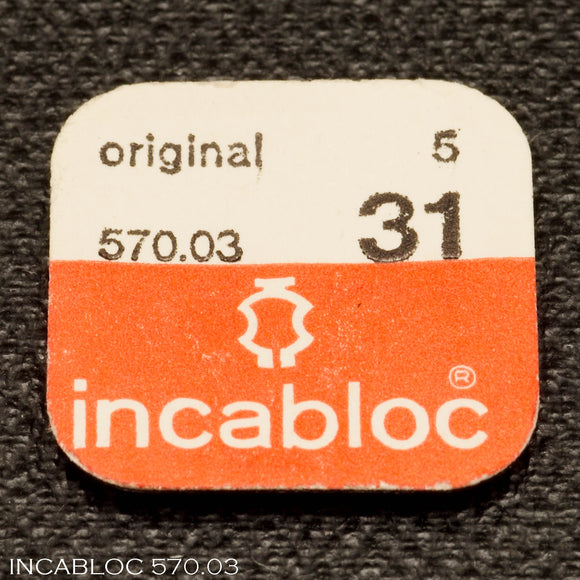 original 5
570.03 31
incabloc ®
INCABLOC 570.03